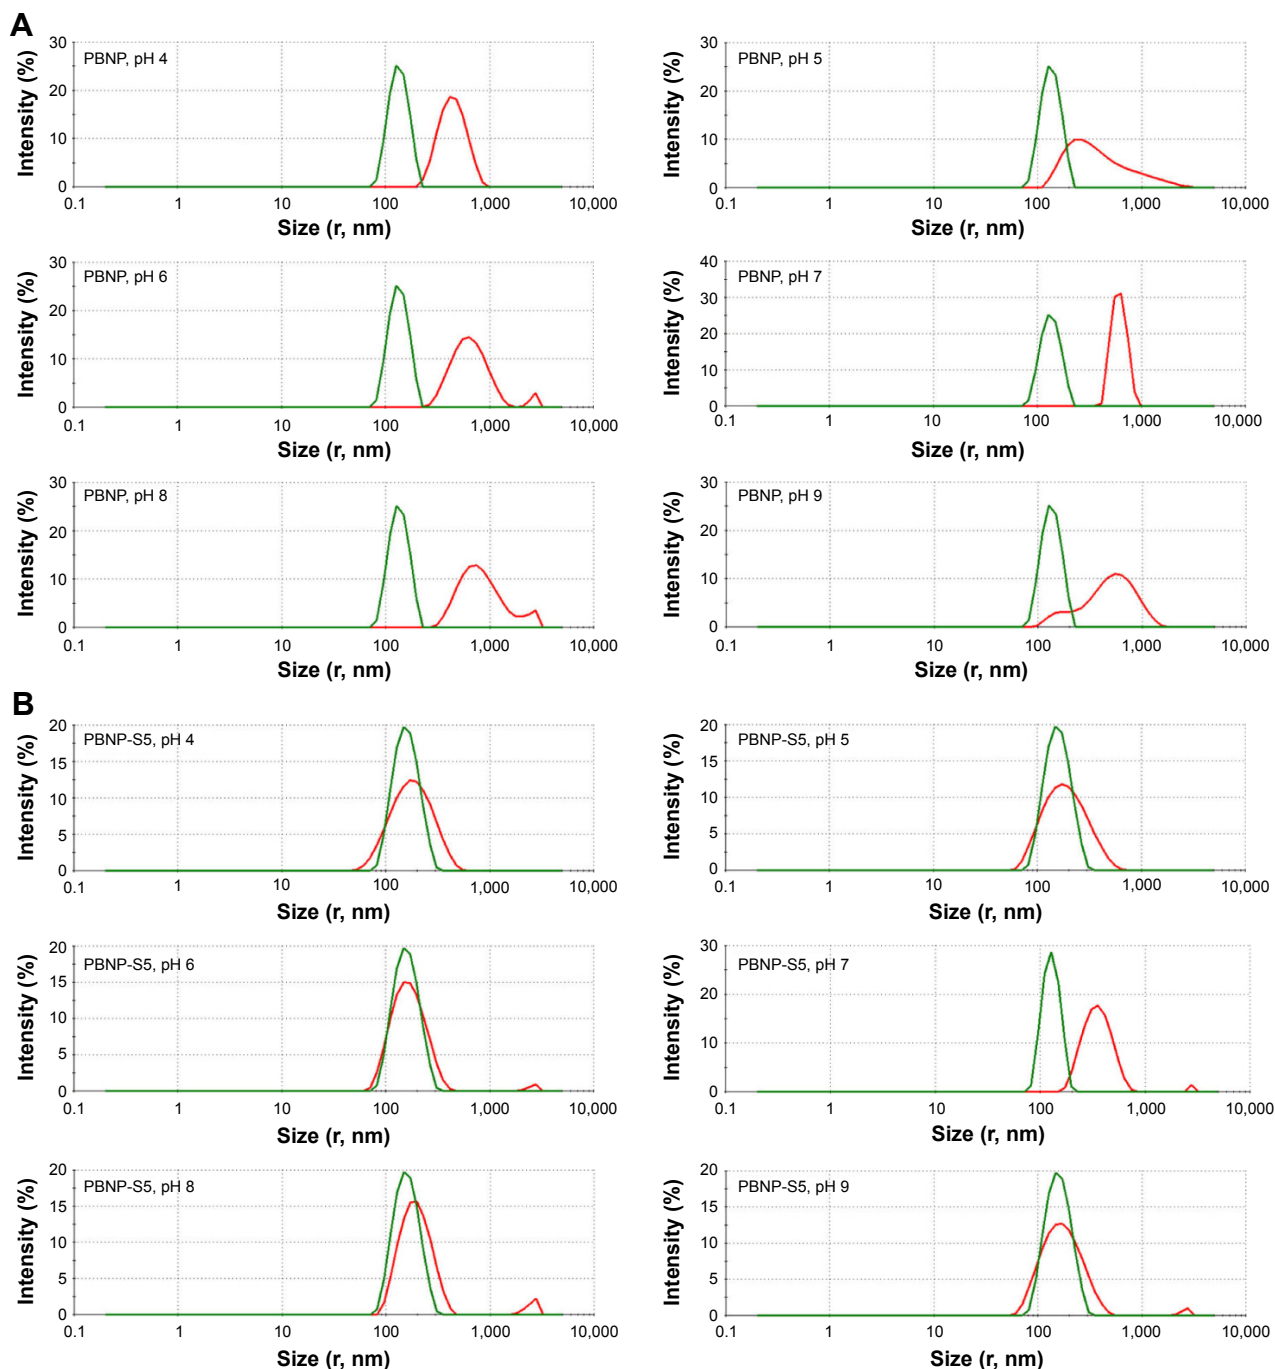 A
30
20
10
0
Intensity (%)
PBNP, pH 4
0.1 1 10 100 1,000 10,000
Size (r, nm)
30
20
10
0
Intensity (%)
PBNP, pH 5
0.1 1 10 100 1,000 10,000
Size (r, nm)
30
20
10
0
Intensity (%)
PBNP, pH 6
0.1 1 10 100 1,000 10,000
Size (r, nm)
40
30
20
10
0
Intensity (%)
PBNP, pH 7
0.1 1 10 100 1,000 10,000
Size (r, nm)
30
20
10
0
Intensity (%)
PBNP, pH 8
0.1 1 10 100 1,000 10,000
Size (r, nm)
30
20
10
0
Intensity (%)
PBNP, pH 9
0.1 1 10 100 1,000 10,000
Size (r, nm)
B
20
15
10
5
0
Intensity (%)
PBNP-S5, pH 4
0.1 1 10 100 1,000 10,000
Size (r, nm)
20
15
10
5
0
Intensity (%)
PBNP-S5, pH 5
0.1 1 10 100 1,000 10,000
Size (r, nm)
20
15
10
5
0
Intensity (%)
PBNP-S5, pH 6
0.1 1 10 100 1,000 10,000
Size (r, nm)
30
20
10
0
Intensity (%)
PBNP-S5, pH 7
0.1 1 10 100 1,000 10,000
Size (r, nm)
20
15
10
5
0
Intensity (%)
PBNP-S5, pH 8
0.1 1 10 100 1,000 10,000
Size (r, nm)
20
15
10
5
0
Intensity (%)
PBNP-S5, pH 9
0.1 1 10 100 1,000 10,000
Size (r, nm)